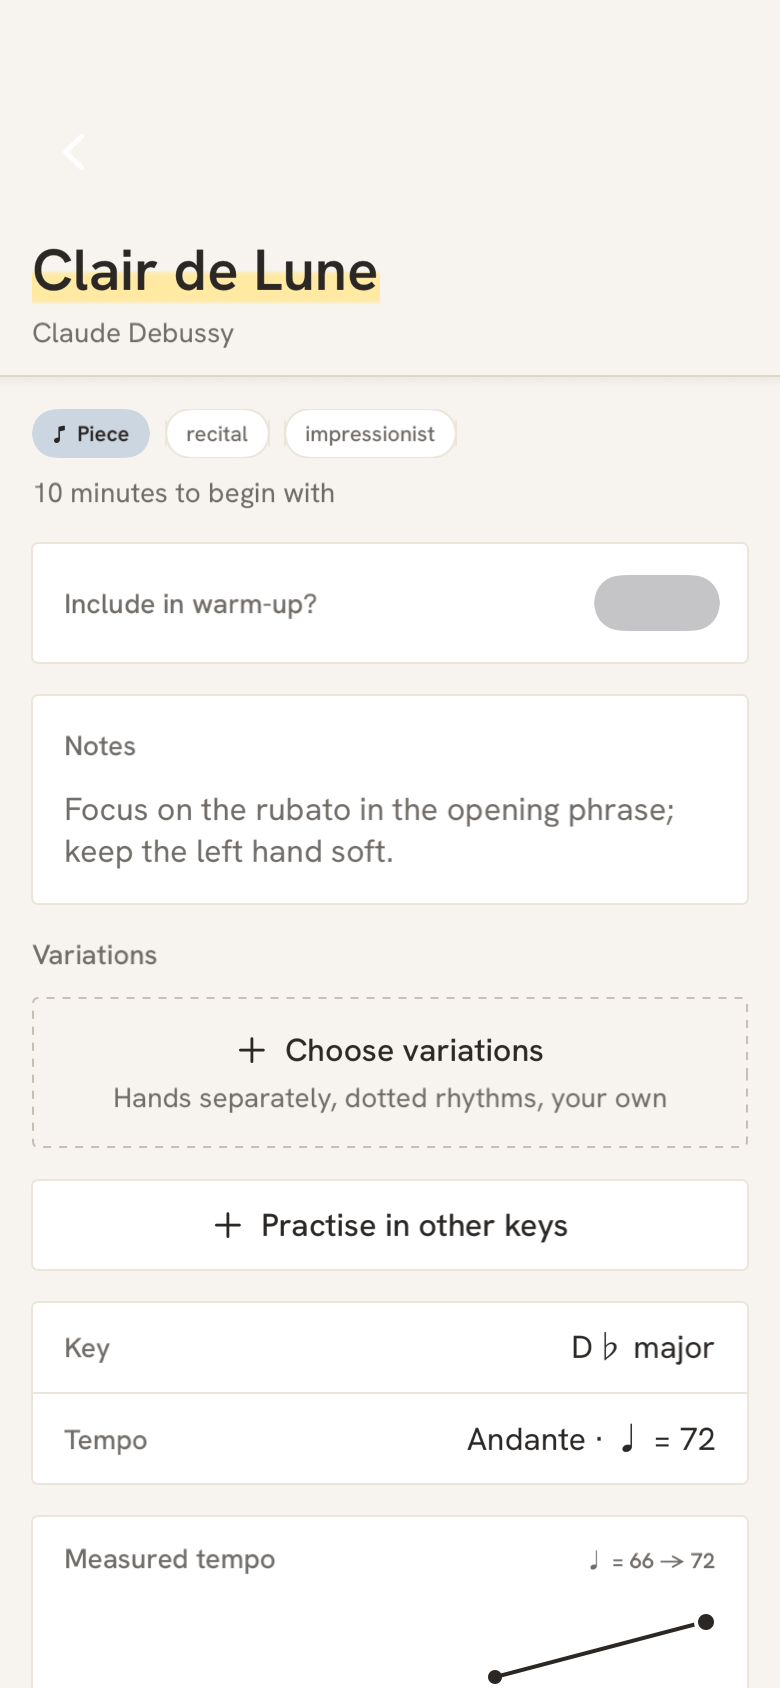 Clair de Lune
Claude Debussy
♪ Piece
recital
impressionist
10 minutes to begin with
Include in warm-up?
Notes
Focus on the rubato in the opening phrase;
keep the left hand soft.
Variations
+ Choose variations
Hands separately, dotted rhythms, your own
+ Practise in other keys
Key
D♭ major
Tempo
Andante · ♩ = 72
Measured tempo
♩ = 66 → 72